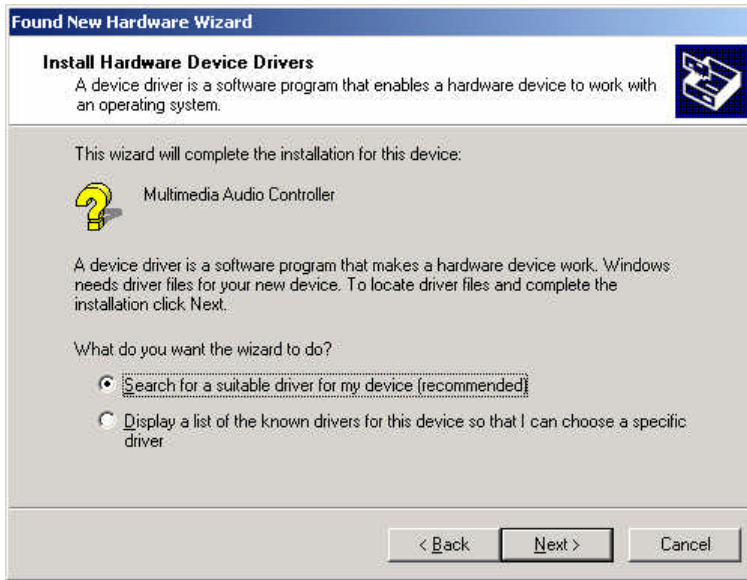 Found New Hardware Wizard
Install Hardware Device Drivers
A device driver is a software program that enables a hardware device to work with
an operating system.
This wizard will complete the installation for this device:
Multimedia Audio Controller
A device driver is a software program that makes a hardware device work. Windows
needs driver files for your new device. To locate driver files and complete the
installation click Next.
What do you want the wizard to do?
Search for a suitable driver for my device (recommended)
Display a list of the known drivers for this device so that I can choose a specific
driver
< Back Next > Cancel